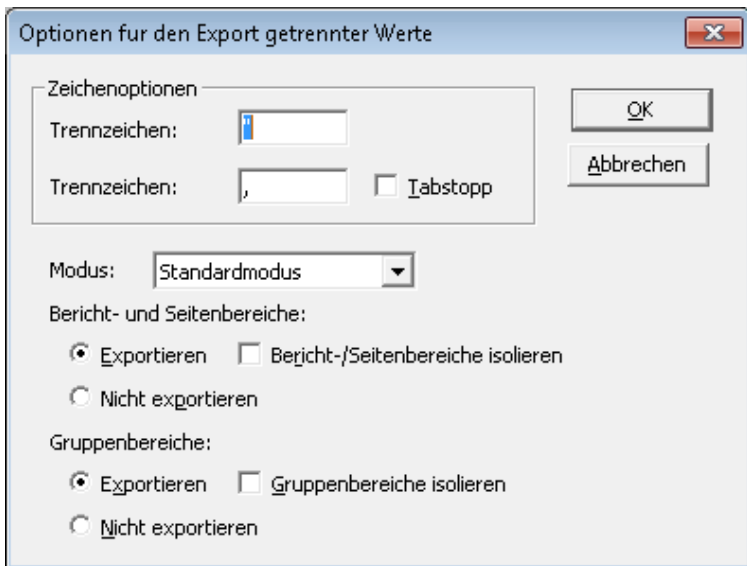 Optionen fur den Export getrennter Werte
Zeichenoptionen
Trennzeichen: "
OK
Trennzeichen: , Tabstopp
Abbrechen
Modus: Standardmodus
Bericht- und Seitenbereiche:
Exportieren Bericht-/Seitenbereiche isolieren
Nicht exportieren
Gruppenbereiche:
Exportieren Gruppenbereiche isolieren
Nicht exportieren